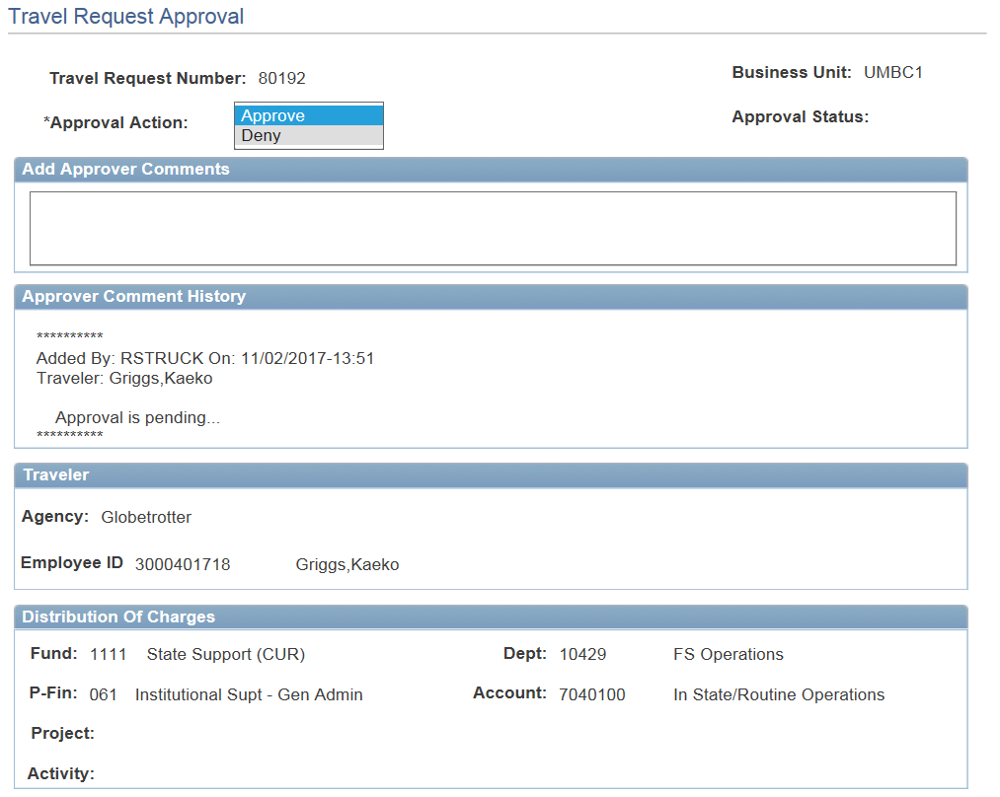 Travel Request Approval
Travel Request Number: 80192
Business Unit: UMBC1
*Approval Action: Approve
Deny
Approval Status:
Add Approver Comments
Approver Comment History
**********
Added By: RSTRUCK On: 11/02/2017-13:51
Traveler: Griggs,Kaeko
Approval is pending...
**********
Traveler
Agency: Globetrotter
Employee ID 3000401718 Griggs,Kaeko
Distribution Of Charges
Fund: 1111 State Support (CUR) Dept: 10429 FS Operations
P-Fin: 061 Institutional Supt - Gen Admin Account: 7040100 In State/Routine Operations
Project:
Activity: